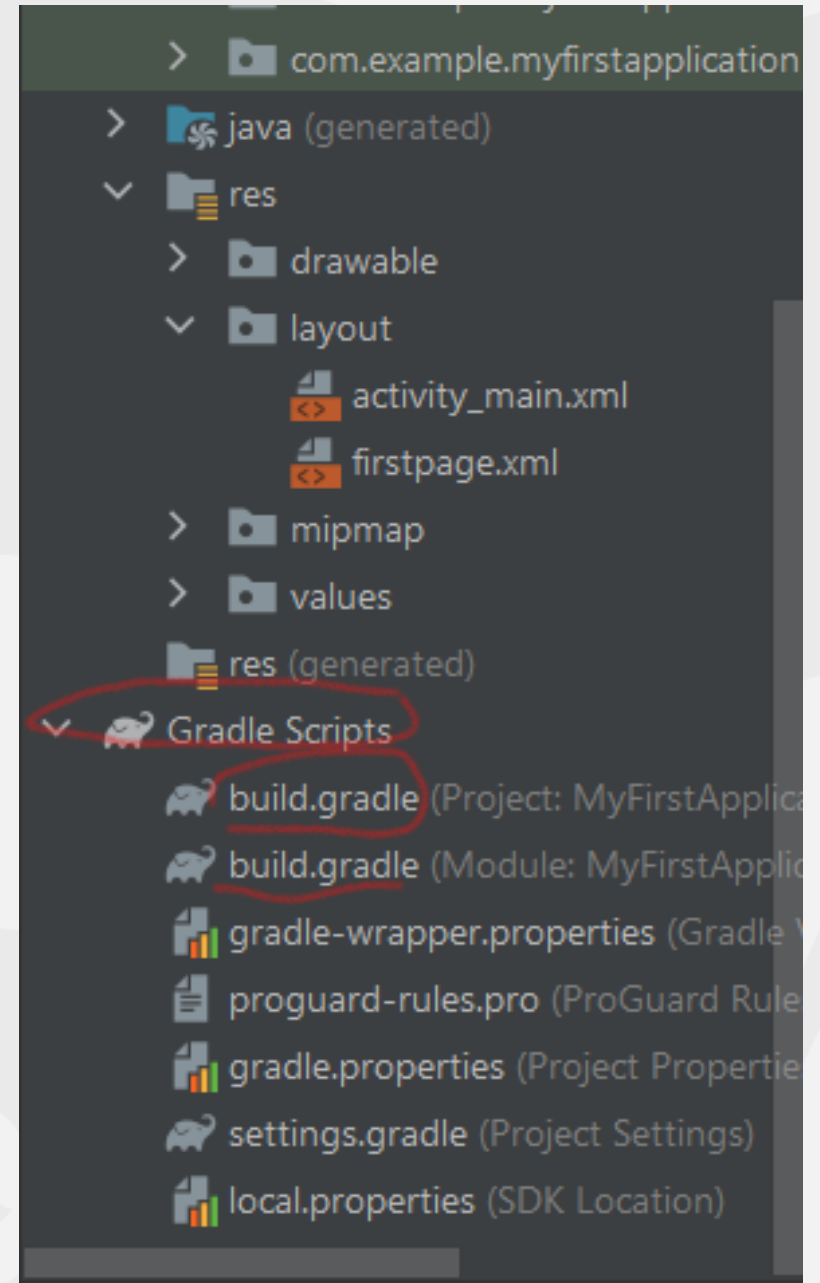 com.example.myfirstapplication
java (generated)
res
drawable
layout
activity_main.xml
firstpage.xml
mipmap
values
res (generated)
Gradle Scripts
build.gradle (Project: MyFirstApplica
build.gradle (Module: MyFirstApplic
gradle-wrapper.properties (Gradle
proguard-rules.pro (ProGuard Rule
gradle.properties (Project Propertie
settings.gradle (Project Settings)
local.properties (SDK Location)